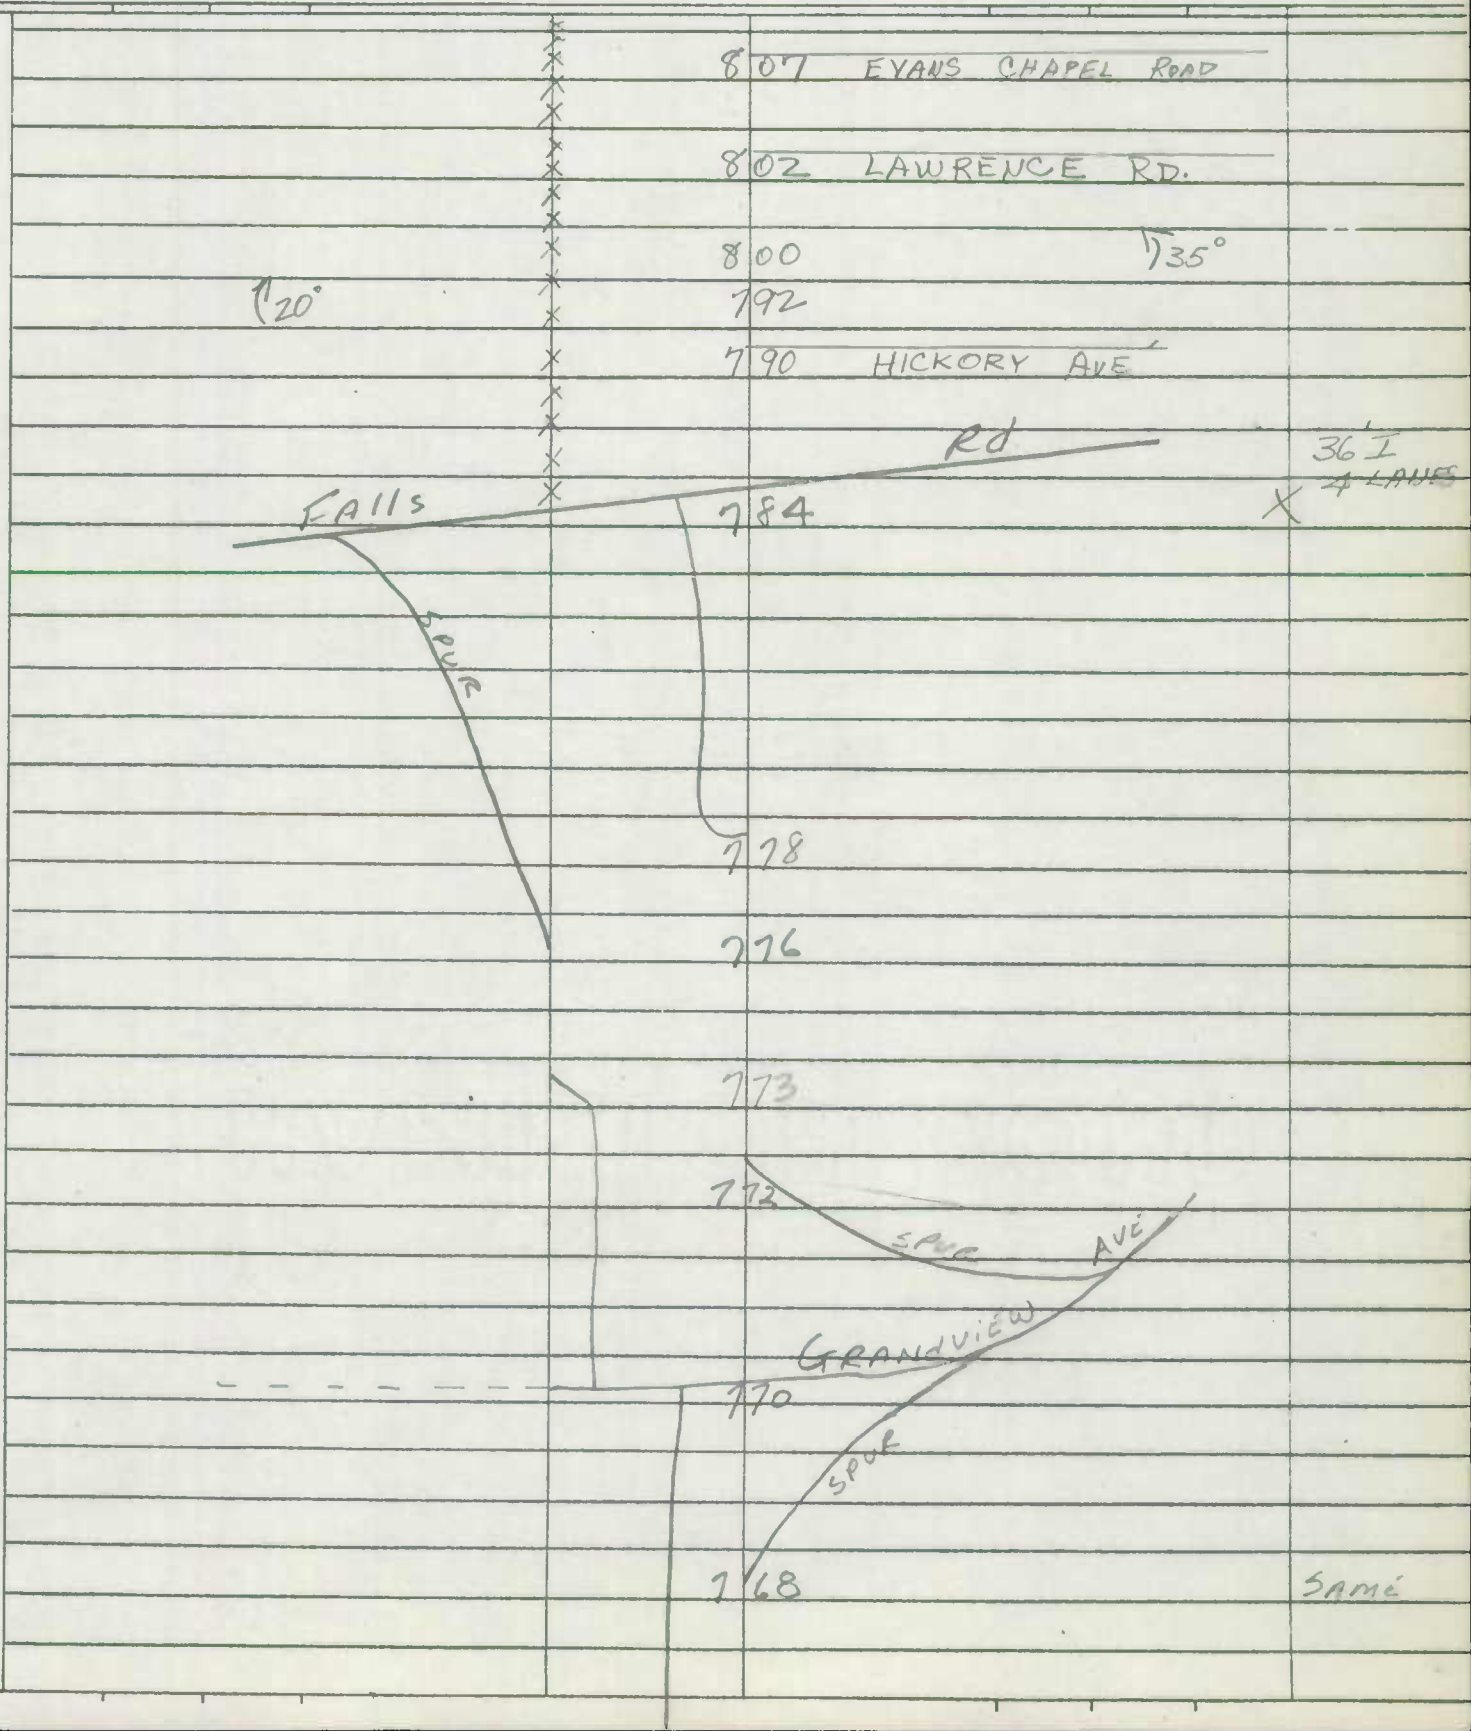 807 EVANS CHAPEL ROAD
802 LAWRENCE RD.
800 35°
20° 792
790 HICKORY AVE
Rd 36' I
4 LANES
Falls 784 X
SPUR
778
776
773
772
SPUR AVE
GRANdViEW
770
SPUR
768 SAME